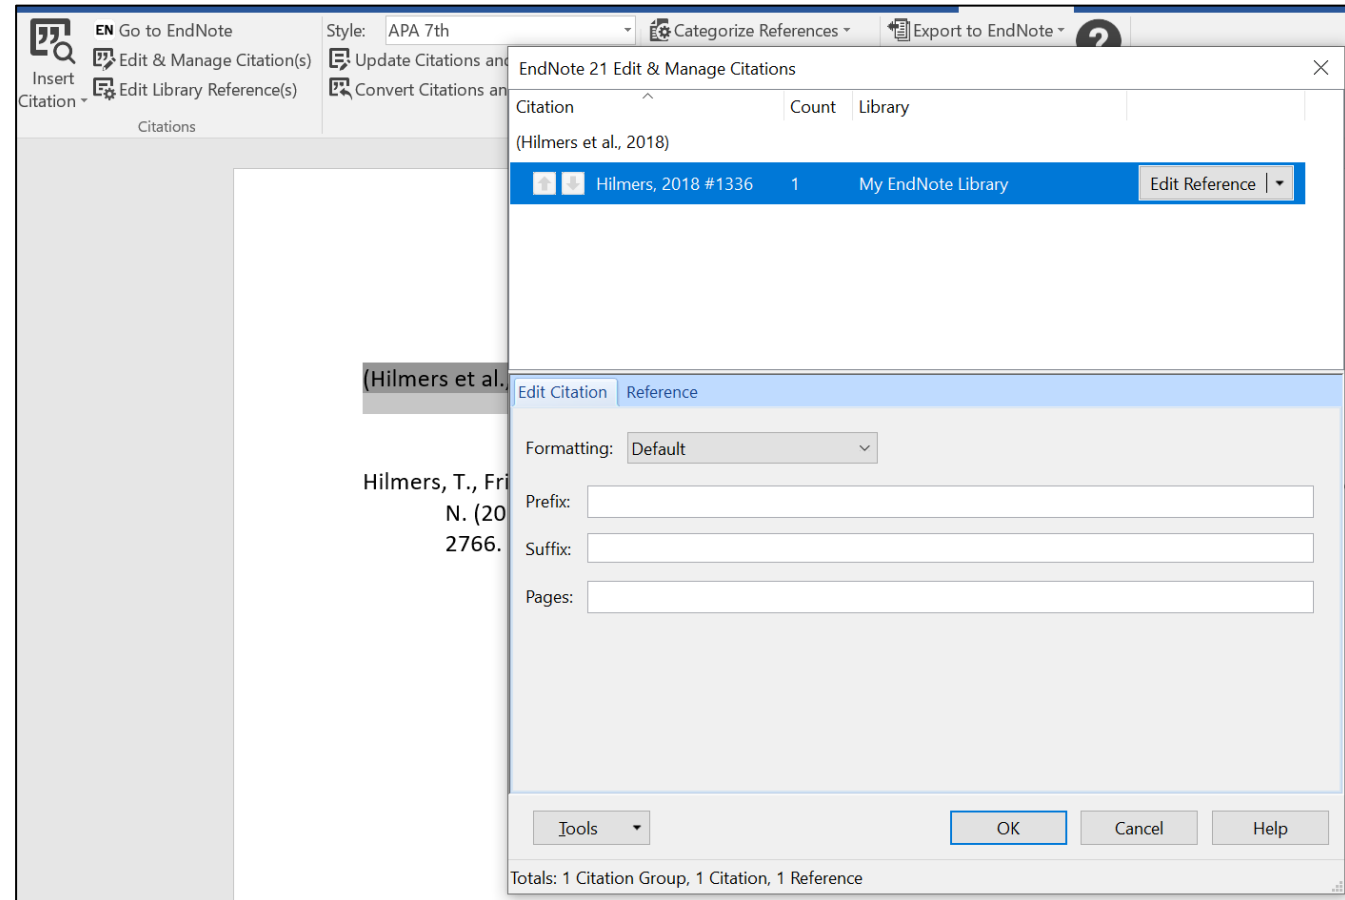 EN Go to EndNote
Edit & Manage Citation(s)
Edit Library Reference(s)
Insert
Citation
Citations
Style: APA 7th
Update Citations and
Convert Citations an
Categorize References
Export to EndNote
?
EndNote 21 Edit & Manage Citations
Citation Count Library
(Hilmers et al., 2018)
Hilmers, 2018 #1336 1 My EndNote Library Edit Reference
Edit Citation Reference
Formatting: Default
Prefix:
Suffix:
Pages:
Tools OK Cancel Help
Totals: 1 Citation Group, 1 Citation, 1 Reference
(Hilmers et al.,
Hilmers, T., Fri
N. (20
2766.